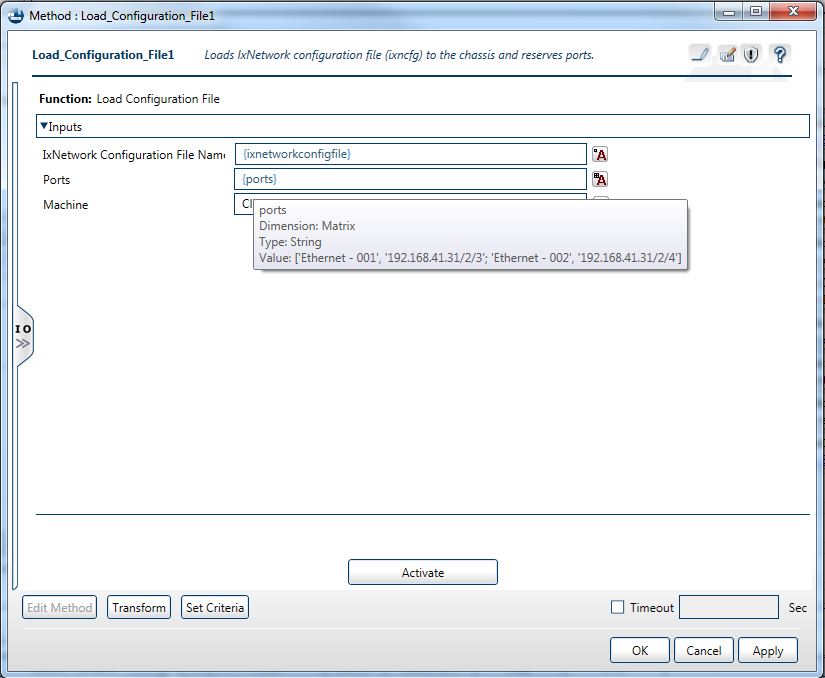 Method : Load_Configuration_File1
Load_Configuration_File1 Loads IxNetwork configuration file (ixncfg) to the chassis and reserves ports.
Function: Load Configuration File
Inputs
IxNetwork Configuration File Name {ixnetworkconfigfile} A
Ports {ports} A
Machine Cl
ports
Dimension: Matrix
Type: String
Value: ['Ethernet - 001', '192.168.41.31/2/3'; 'Ethernet - 002', '192.168.41.31/2/4']
I O
Activate
Edit Method Transform Set Criteria Timeout Sec
OK Cancel Apply